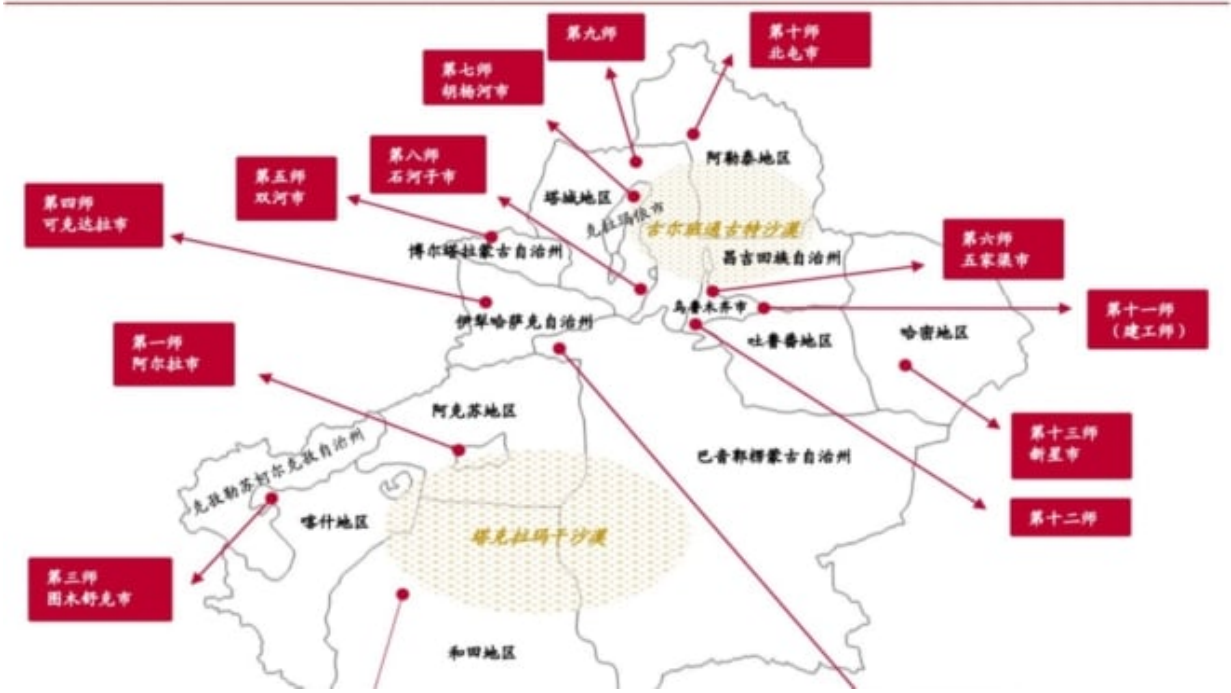 第九师
第十师
北屯市
第七师
胡杨河市
第八师
石河子市
第五师
双河市
第四师
可克达拉市
阿勒泰地区
塔城地区
克拉玛依市
古尔班通古特沙漠
博尔塔拉蒙古自治州
昌吉回族自治州
第六师
五家渠市
乌鲁木齐市
第十一师
（建工师）
伊犁哈萨克自治州
吐鲁番地区
哈密地区
第一师
阿尔拉市
阿克苏地区
第十三师
新星市
克孜勒苏柯尔克孜自治州
巴音郭楞蒙古自治州
喀什地区
第十二师
塔克拉玛干沙漠
第三师
图木舒克市
和田地区